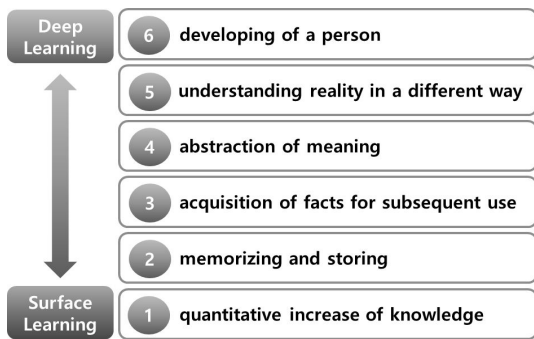 Deep
Learning
6 developing of a person
5 understanding reality in a different way
4 abstraction of meaning
3 acquisition of facts for subsequent use
2 memorizing and storing
Surface
Learning
1 quantitative increase of knowledge